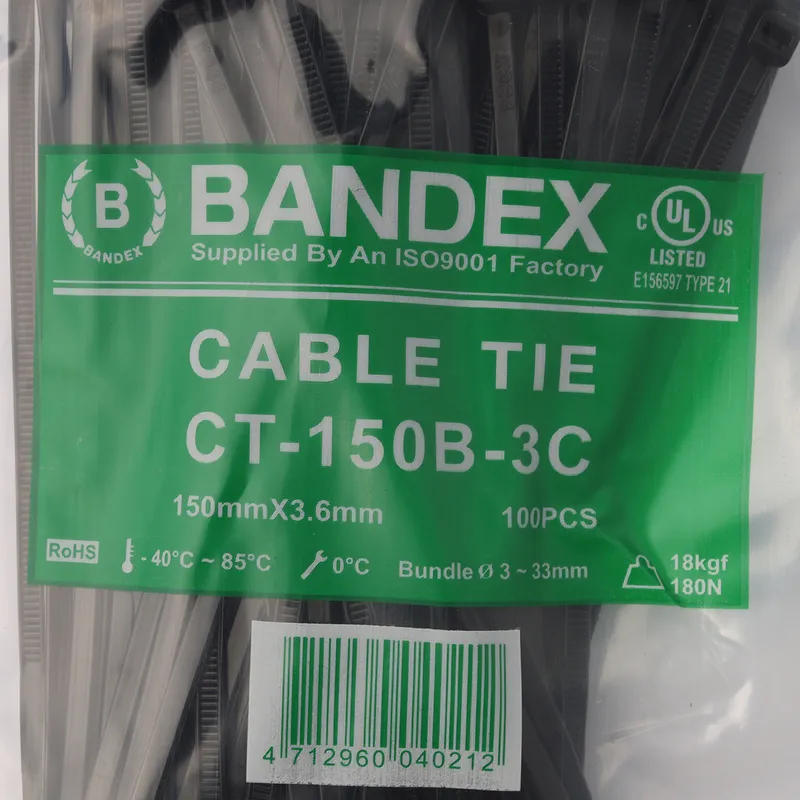 B
BANDEX
BANDEX
Supplied By An ISO9001 Factory
C UL US
LISTED
E156597 TYPE 21
CABLE TIE
CT-150B-3C
150mmX3.6mm 100PCS
RoHS - 40°C ~ 85°C 0°C Bundle Ø 3 ~ 33mm 18kgf
180N
4 712960 040212